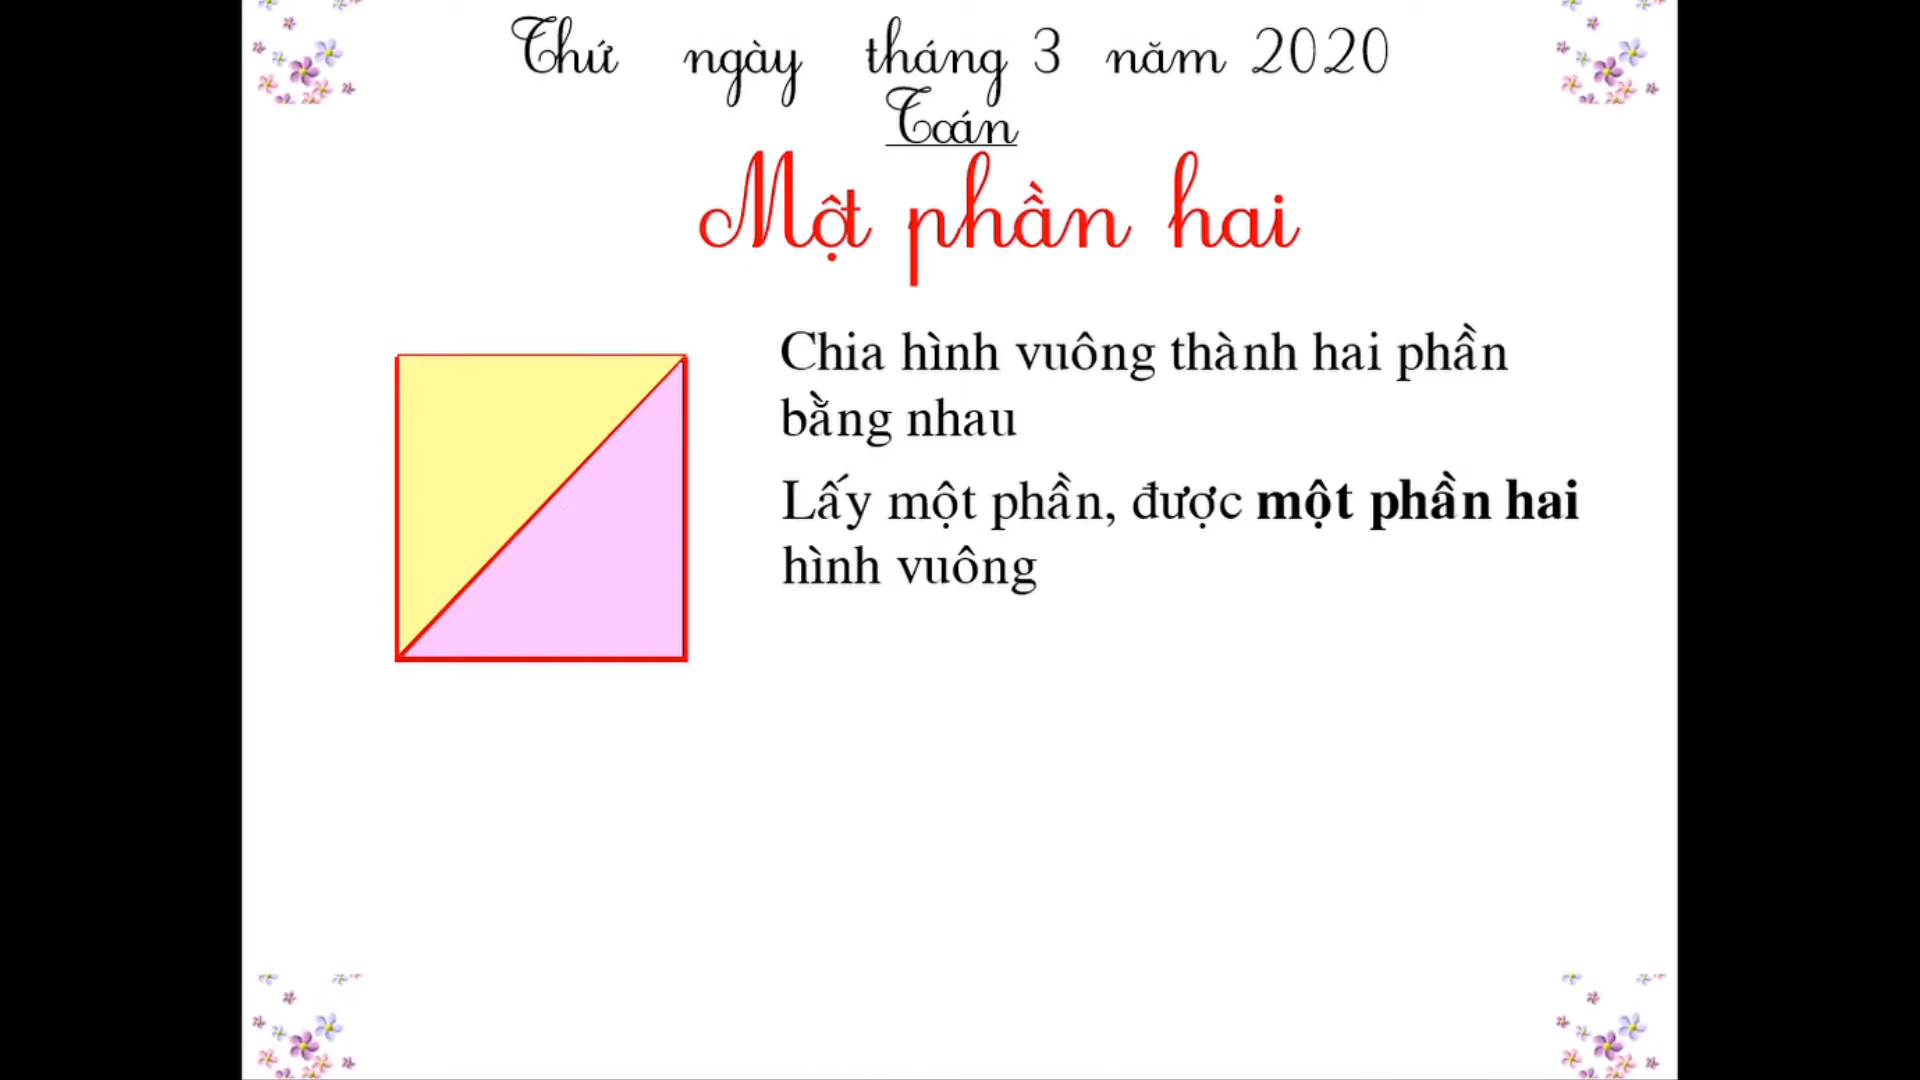 Thứ ngày tháng 3 năm 2020
Toán
Một phần hai
Chia hình vuông thành hai phần
bằng nhau
Lấy một phần, được một phần hai
hình vuông